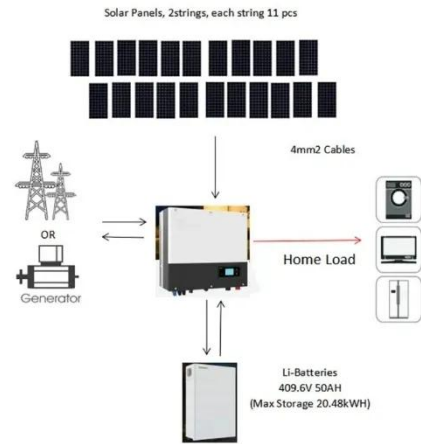 Solar Panels, 2strings, each string 11 pcs
4mm2 Cables
OR
Generator
Home Load
Li-Batteries
409.6V 50AH
(Max Storage 20.48kWH)